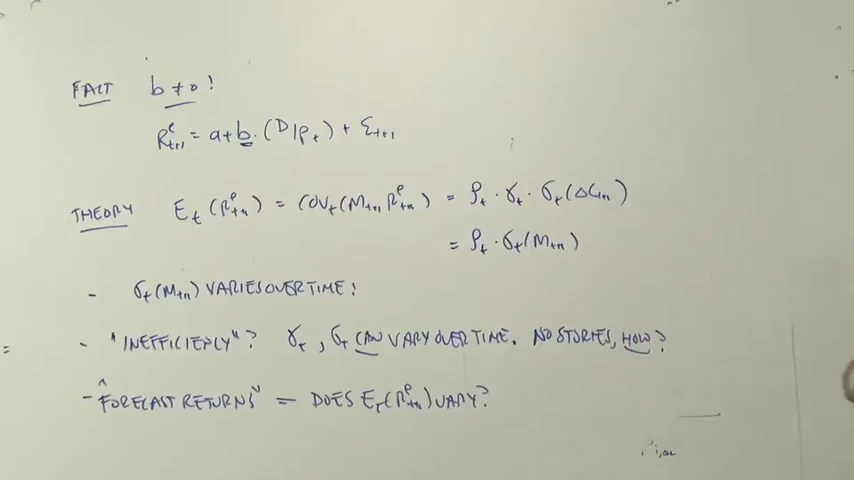 FACT b ≠ 0!
R^e_{t+1} = a + b · (D/P_t) + ε_{t+1}
THEORY E_t(R^e_{t+1}) = COV_t(M_{t+1}, R^e_{t+1}) = ρ_t · γ_t · σ_t(ΔC_{t+1})
= ρ_t · σ_t(M_{t+1})
- σ_t(M_{t+1}) VARIES OVER TIME!
- "INEFFICIENCY"? γ_t, σ_t CAN VARY OVER TIME. NO STORIES, HOW?
- "FORECAST RETURNS" = DOES E_t(R^e_{t+1}) VARY?